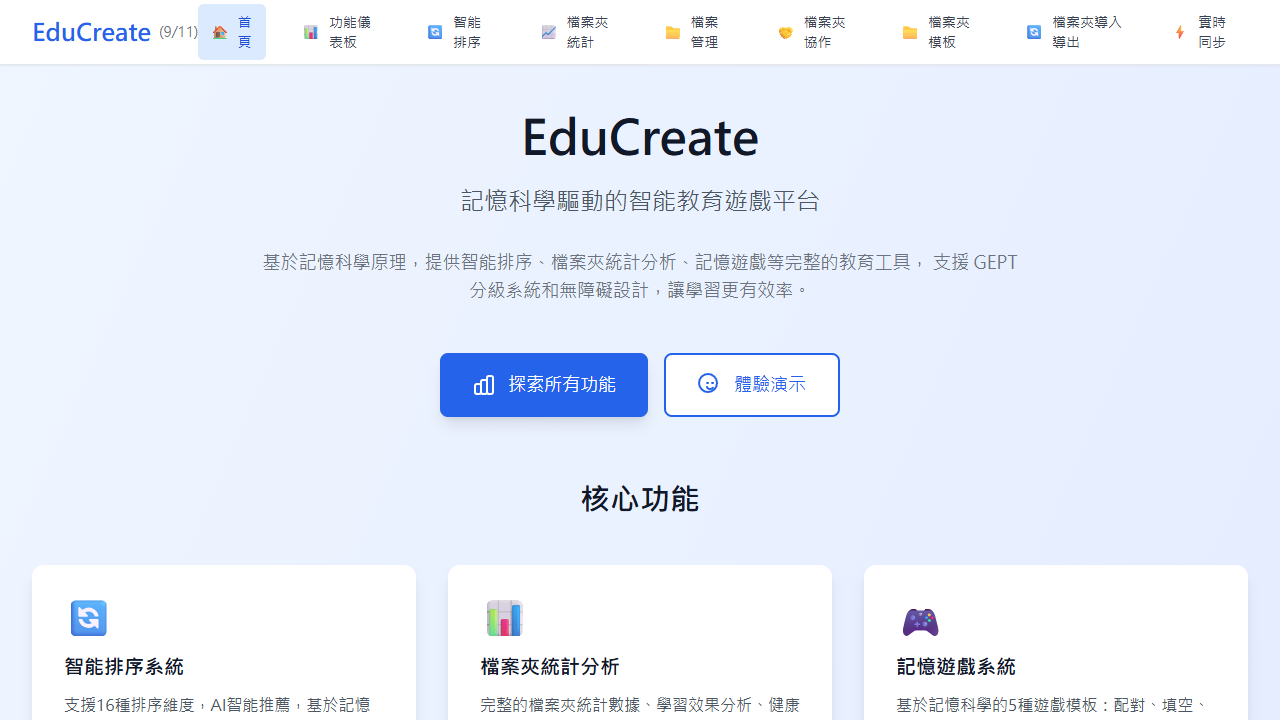 EduCreate (9/11)
首頁
功能儀表板
智能排序
檔案夾統計
檔案管理
檔案夾協作
檔案夾模板
檔案夾導入導出
實時同步
EduCreate
記憶科學驅動的智能教育遊戲平台
基於記憶科學原理，提供智能排序、檔案夾統計分析、記憶遊戲等完整的教育工具， 支援 GEPT
分級系統和無障礙設計，讓學習更有效率。
探索所有功能
體驗演示
核心功能
智能排序系統
支援16種排序維度，AI智能推薦，基於記憶
檔案夾統計分析
完整的檔案夾統計數據、學習效果分析、健康
記憶遊戲系統
基於記憶科學的5種遊戲模板：配對、填空、